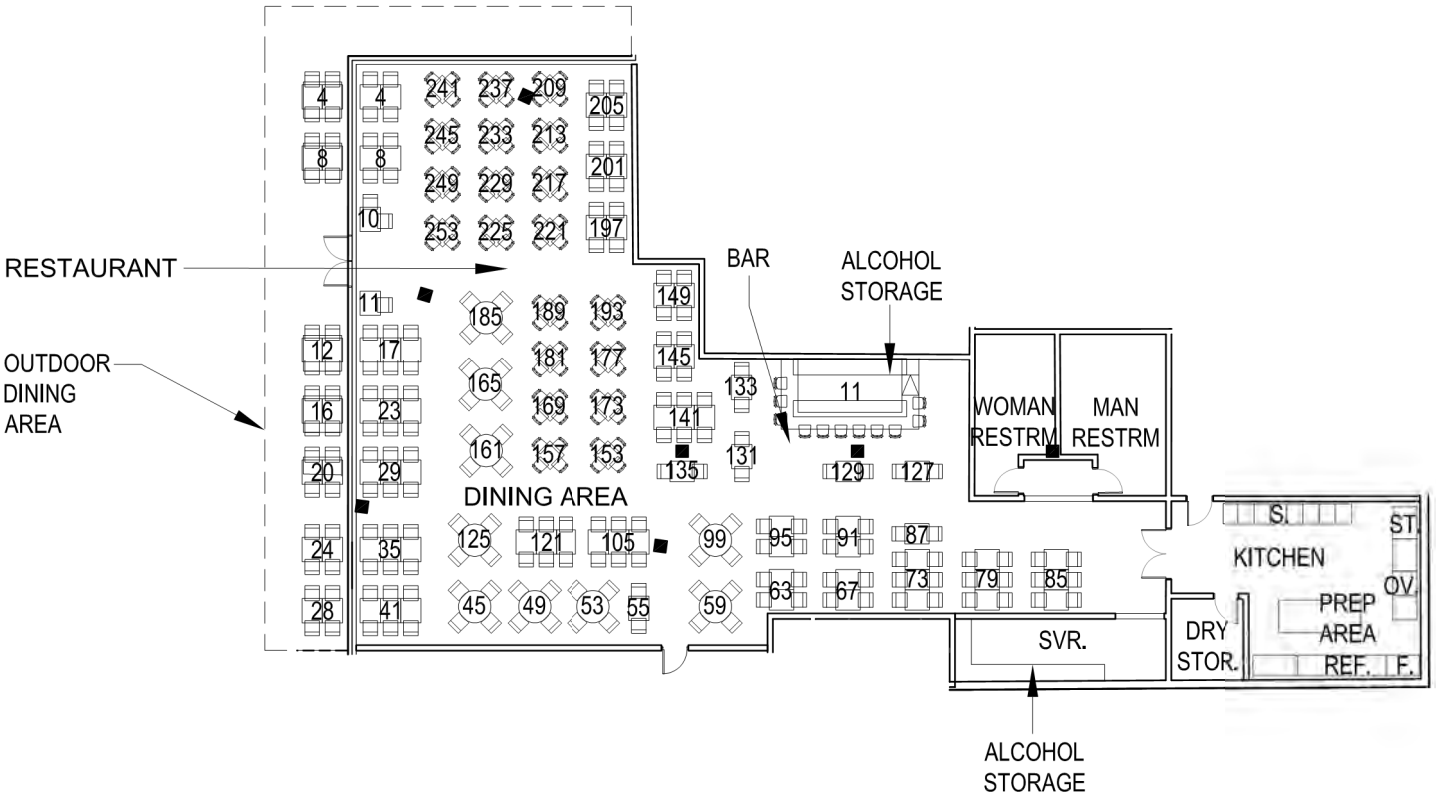 241 237 209
4 4 205
245 233 213
8 8 201
249 229 217
10 253 225 221 197
RESTAURANT
BAR
ALCOHOL
STORAGE
11 185 189 193 149
OUTDOOR
DINING
AREA
12 17 181 177 145
165 133 11
16 23 169 173 141
WOMAN
RESTRM
MAN
RESTRM
161 157 153 131
20 29 135 129 127
DINING AREA
24 35 125 121 105 99 95 91 87
S. ST.
KITCHEN
73 79 85
OV.
28 41 45 49 53 55 59 63 67
PREP
AREA
DRY
STOR.
SVR.
REF. F.
ALCOHOL
STORAGE